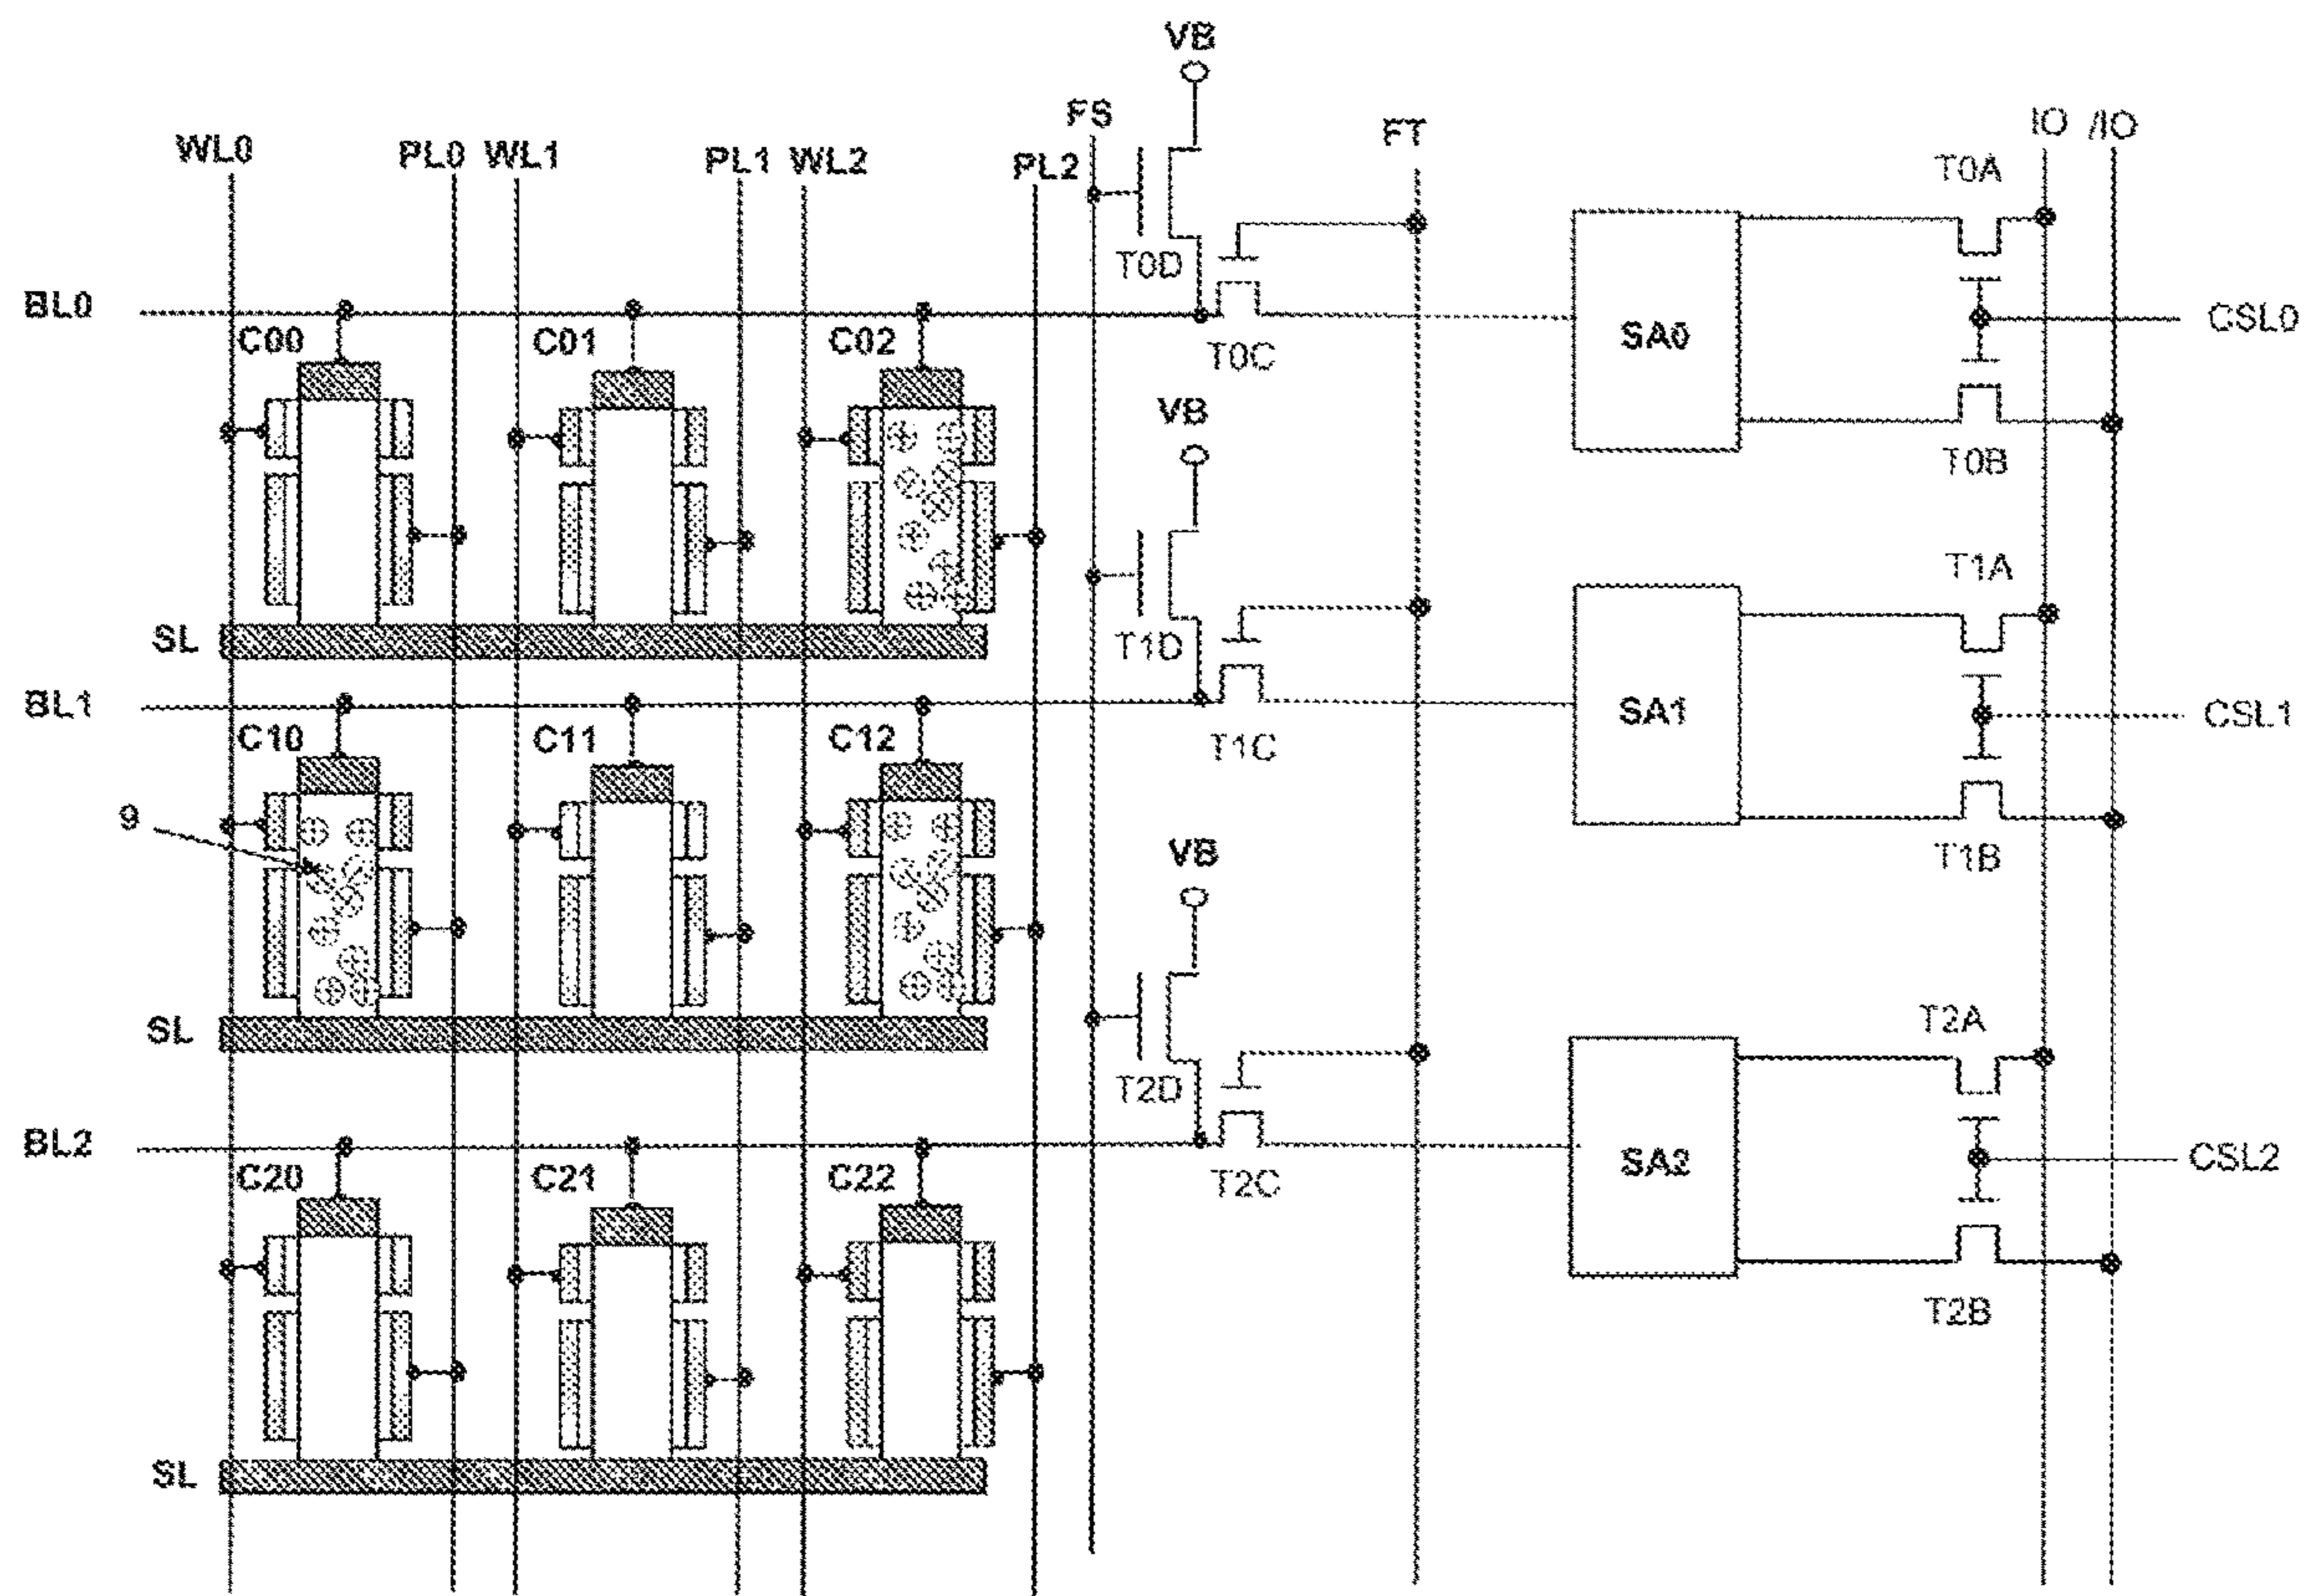 VB
WL0 PL0 WL1 PL1 WL2 PL2 FS FT IO /IO
T0A
T0D
BL0
C00 C01 C02
T0C
SA0
CSL0
VB
T0B
SL
T1D
T1A
BL1
C10 C11 C12
T1C
SA1
CSL1
9
VB
T1B
SL
T2D
T2A
BL2
C20 C21 C22
T2C
SA2
CSL2
T2B
SL